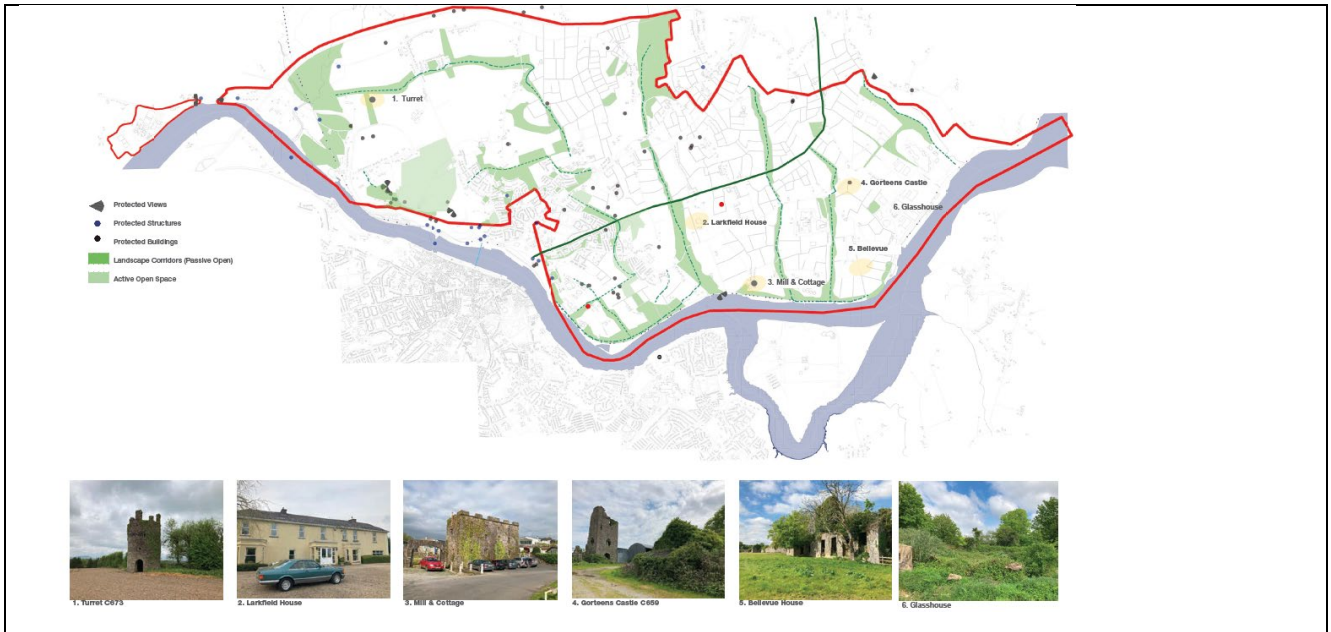 1. Turret
4. Gorteens Castle
6. Glasshouse
2. Larkfield House
5. Bellevue
3. Mill & Cottage
Protected Views
Protected Structures
Protected Buildings
Landscape Corridors (Passive Open)
Active Open Space
1. Turret C673
2. Larkfield House
3. Mill & Cottage
4. Gorteens Castle C659
5. Bellevue House
6. Glasshouse